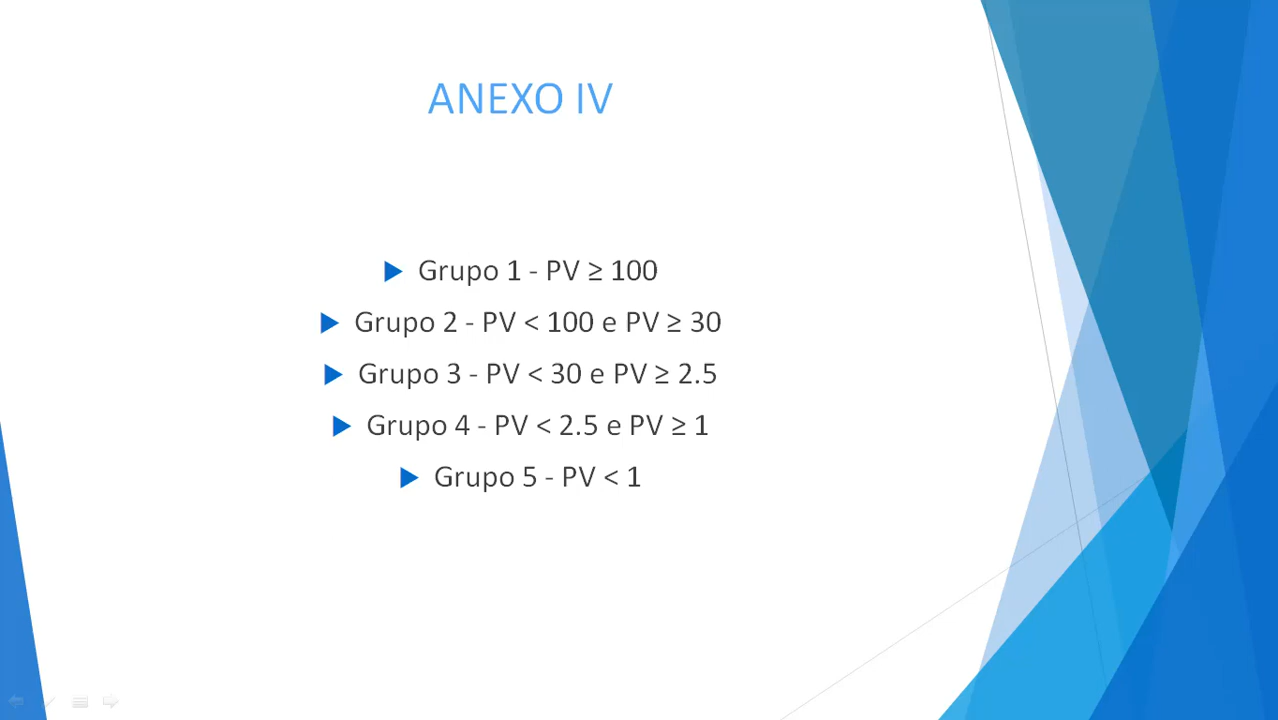 ANEXO IV
Grupo 1 - PV ≥ 100
Grupo 2 - PV < 100 e PV ≥ 30
Grupo 3 - PV < 30 e PV ≥ 2.5
Grupo 4 - PV < 2.5 e PV ≥ 1
Grupo 5 - PV < 1